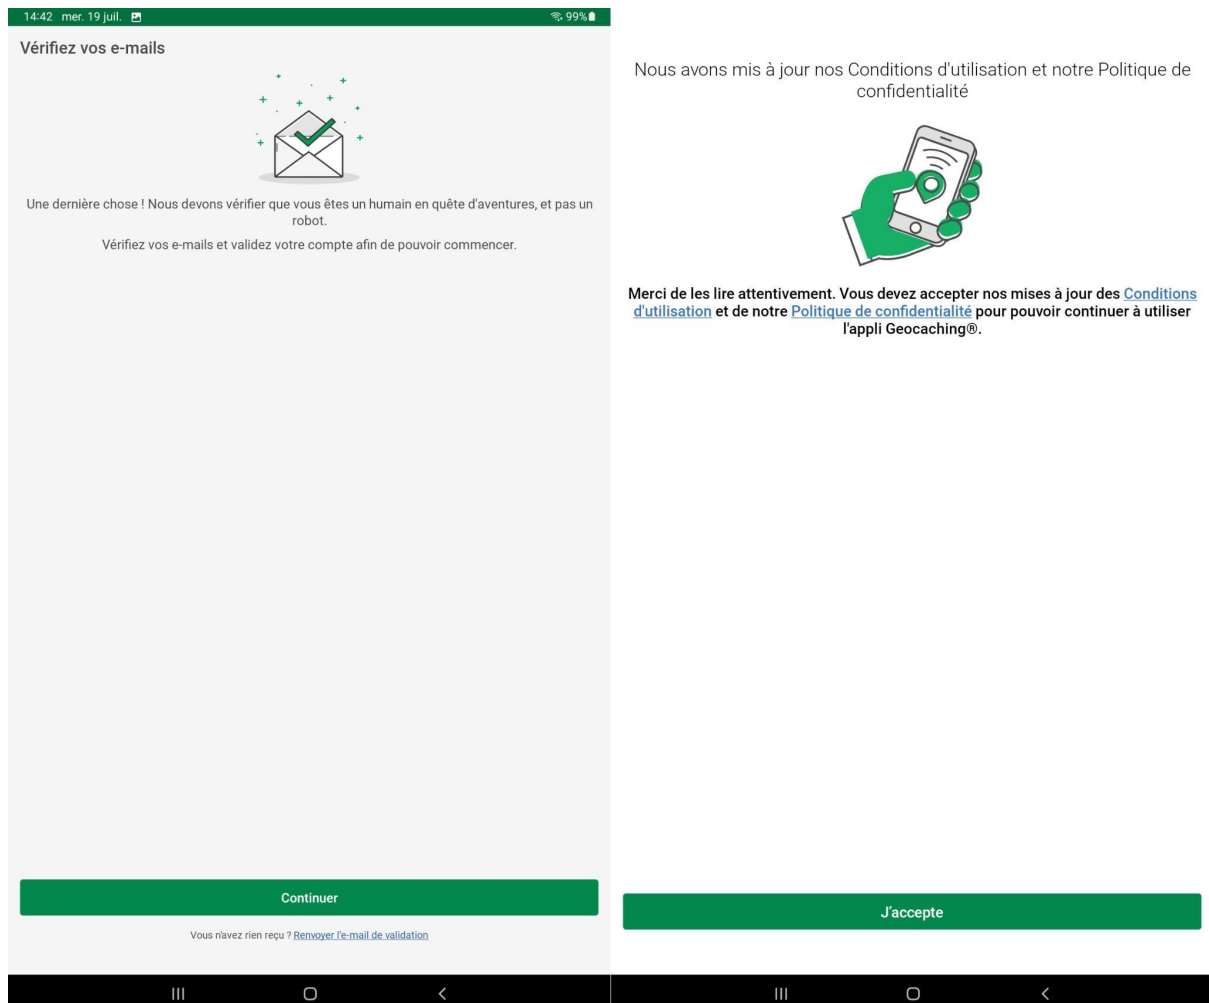 14:42 mer. 19 juil.
99%
Vérifiez vos e-mails
Une dernière chose ! Nous devons vérifier que vous êtes un humain en quête d'aventures, et pas un
robot.
Vérifiez vos e-mails et validez votre compte afin de pouvoir commencer.
Continuer
Vous n'avez rien reçu ? Renvoyer l'e-mail de validation
Nous avons mis à jour nos Conditions d'utilisation et notre Politique de
confidentialité
Merci de les lire attentivement. Vous devez accepter nos mises à jour des Conditions
d'utilisation et de notre Politique de confidentialité pour pouvoir continuer à utiliser
l'appli Geocaching®.
J'accepte